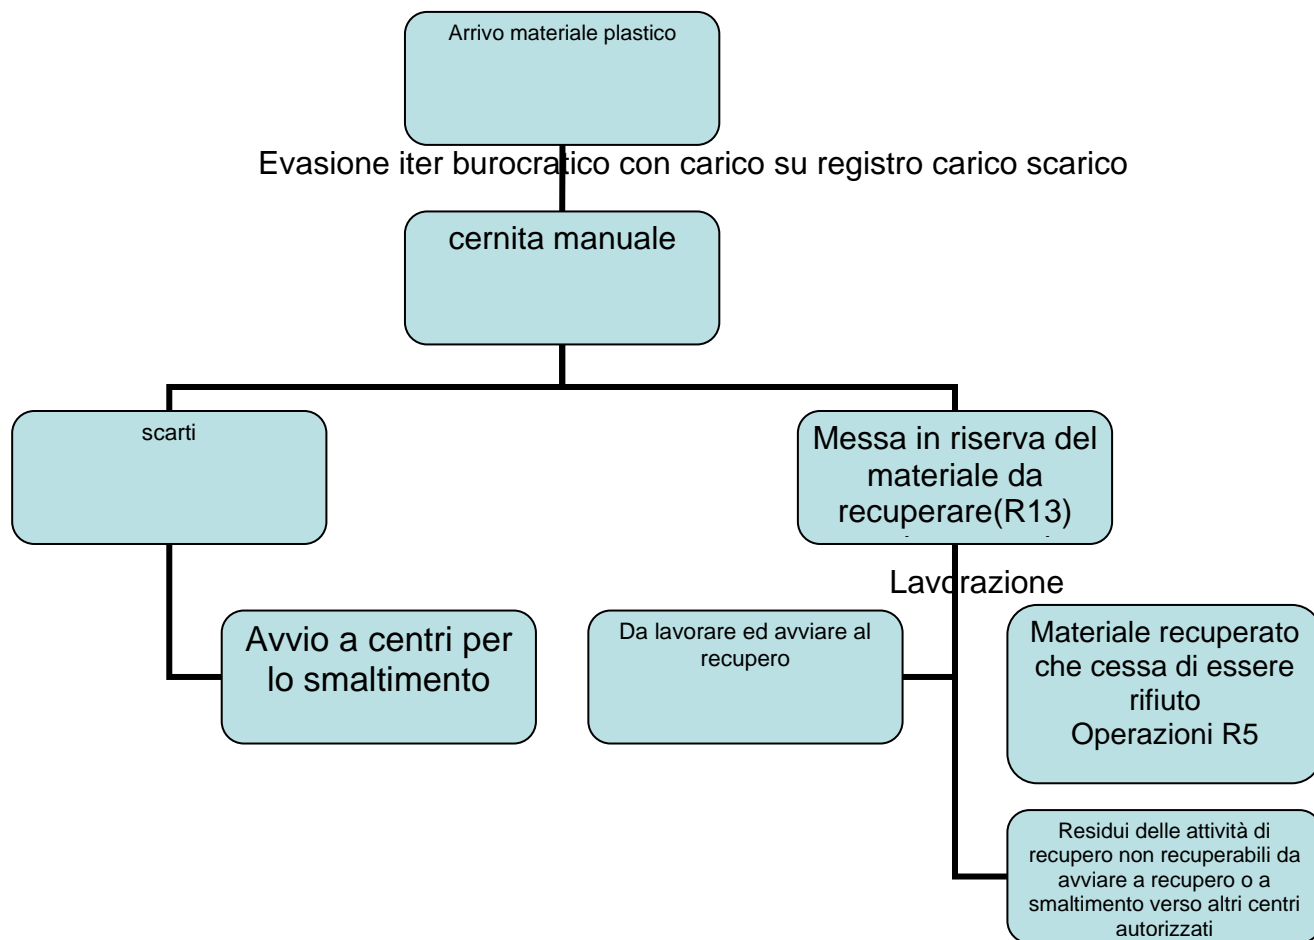 Arrivo materiale plastico
Evasione iter burocratico con carico su registro carico scarico
cernita manuale
scarti
Messa in riserva del
materiale da
recuperare(R13)
Lavorazione
Avvio a centri per
lo smaltimento
Da lavorare ed avviare al
recupero
Materiale recuperato
che cessa di essere
rifiuto
Operazioni R5
Residui delle attività di
recupero non recuperabili da
avviare a recupero o a
smaltimento verso altri centri
autorizzati